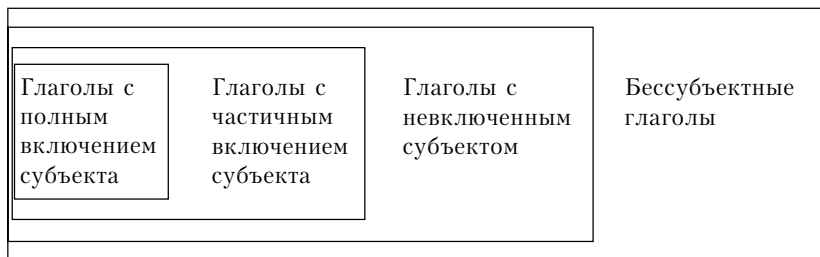 Глаголы с
полным
включением
субъекта
Глаголы с
частичным
включением
субъекта
Глаголы с
невключенным
субъектом
Бессубъектные
глаголы